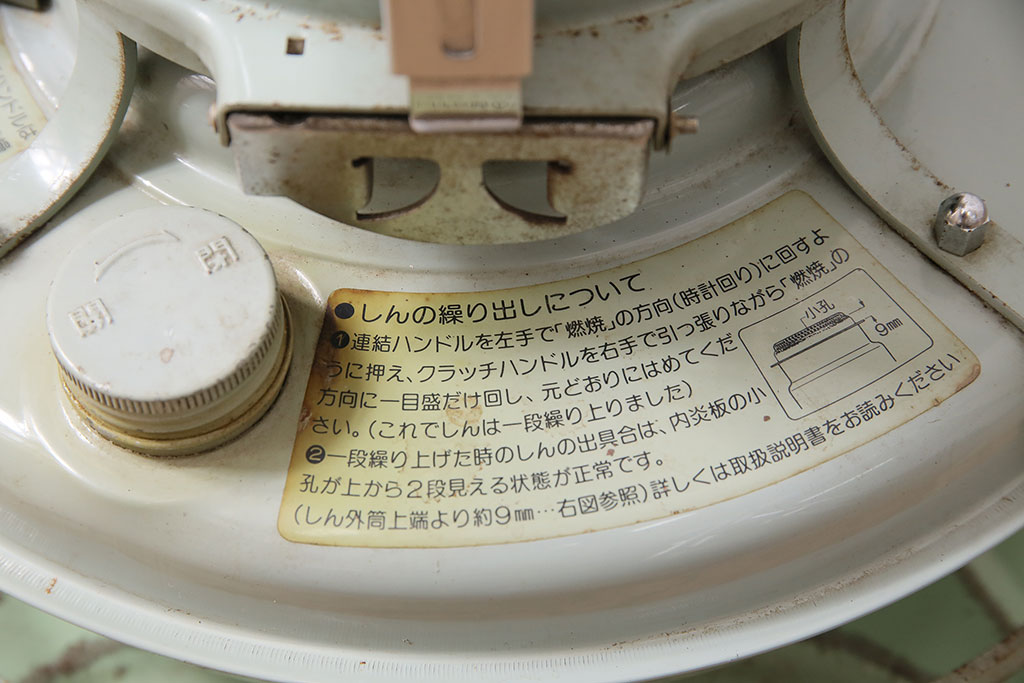 開
閉
●しんの繰り出しについて
❶連結ハンドルを左手で「燃焼」の方向(時計回り)に回すよ
うに押え、クラッチハンドルを右手で引っ張りながら「燃焼」の
方向に一目盛だけ回し、元どおりにはめてくだ
さい。(これでしんは一段繰り上りました)
❷一段繰り上げた時のしんの出具合は、内炎板の小
孔が上から2段見える状態が正常です。
(しん外筒上端より約9mm…右図参照)詳しくは取扱説明書をお読みください
小孔
9mm
ハンドルは